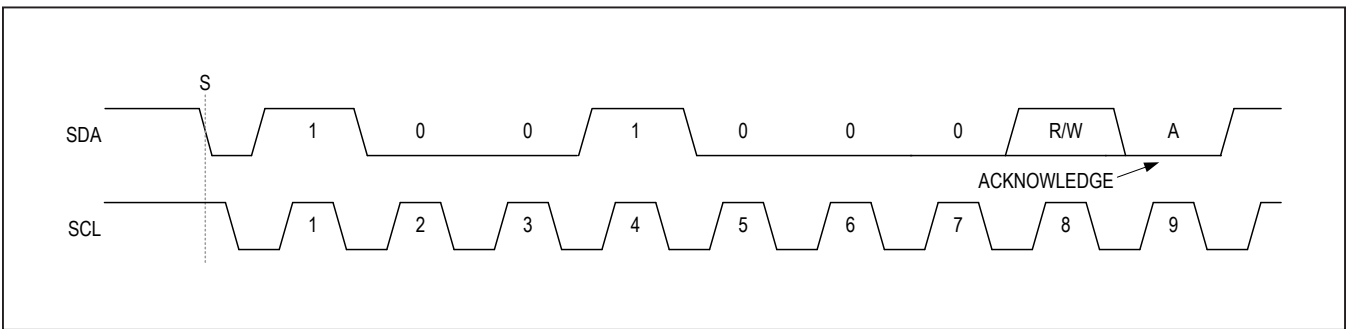 S
SDA 1 0 0 1 0 0 0 R/W A
ACKNOWLEDGE
SCL 1 2 3 4 5 6 7 8 9